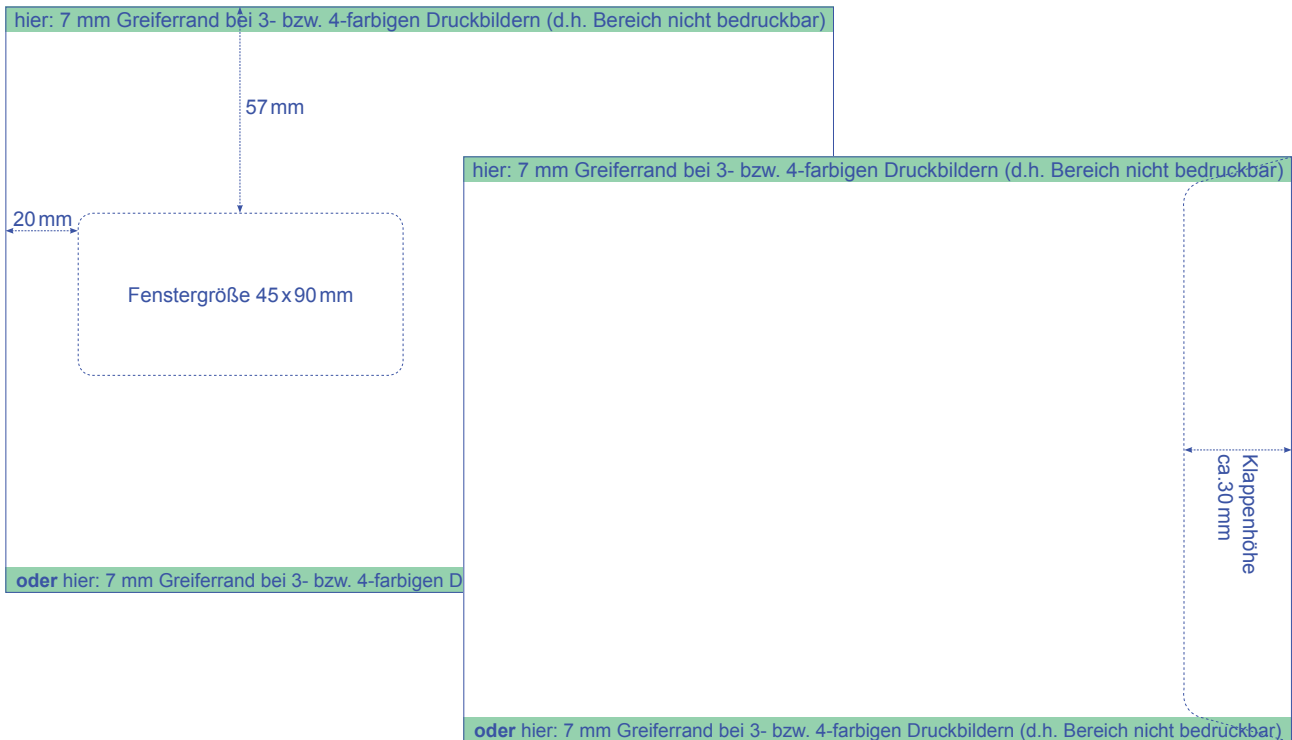 hier: 7 mm Greiferrand bei 3- bzw. 4-farbigen Druckbildern (d.h. Bereich nicht bedruckbar)
57 mm
20 mm
Fenstergröße 45 x 90 mm
oder hier: 7 mm Greiferrand bei 3- bzw. 4-farbigen D
hier: 7 mm Greiferrand bei 3- bzw. 4-farbigen Druckbildern (d.h. Bereich nicht bedruckbar)
Klappenhöhe
ca.30 mm
oder hier: 7 mm Greiferrand bei 3- bzw. 4-farbigen Druckbildern (d.h. Bereich nicht bedruckbar)